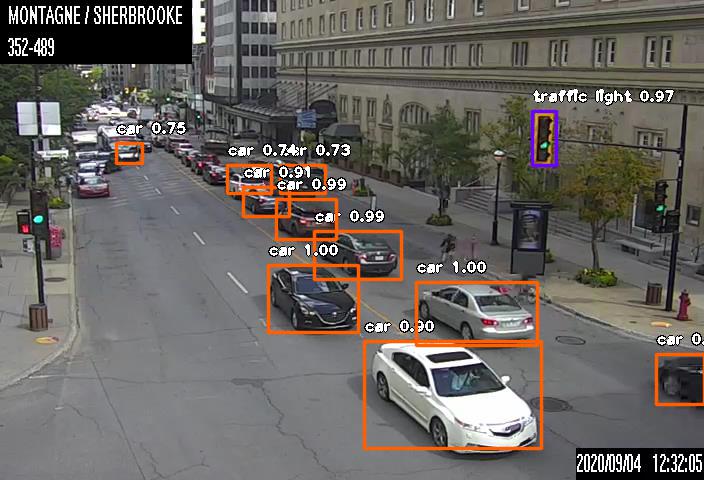 MONTAGNE / SHERBROOKE
352-489
traffic light 0.97
car 0.75
car 0.74
car 0.73
car 0.91
car 0.99
car 0.99
car 1.00
car 1.00
car 0.90
car 0.
2020/09/04 12:32:05